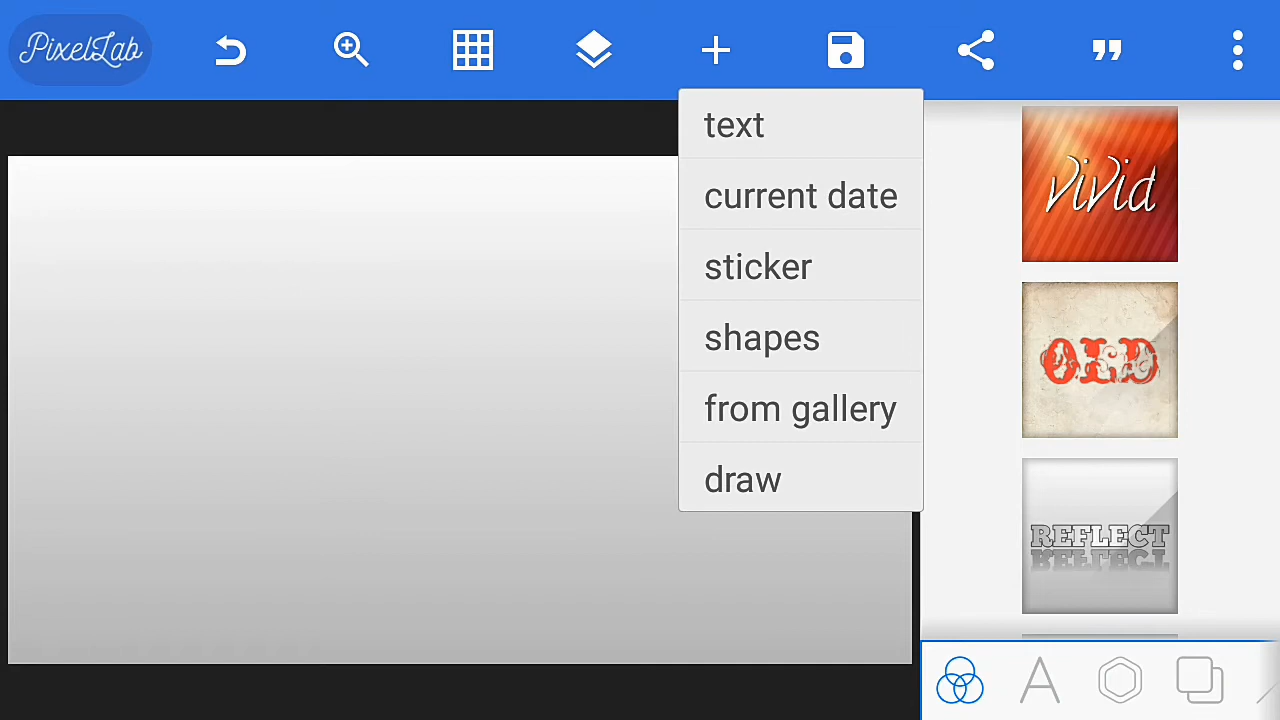 PixelLab
text
current date
sticker
shapes
from gallery
draw
vivid
OLD
REFLECT